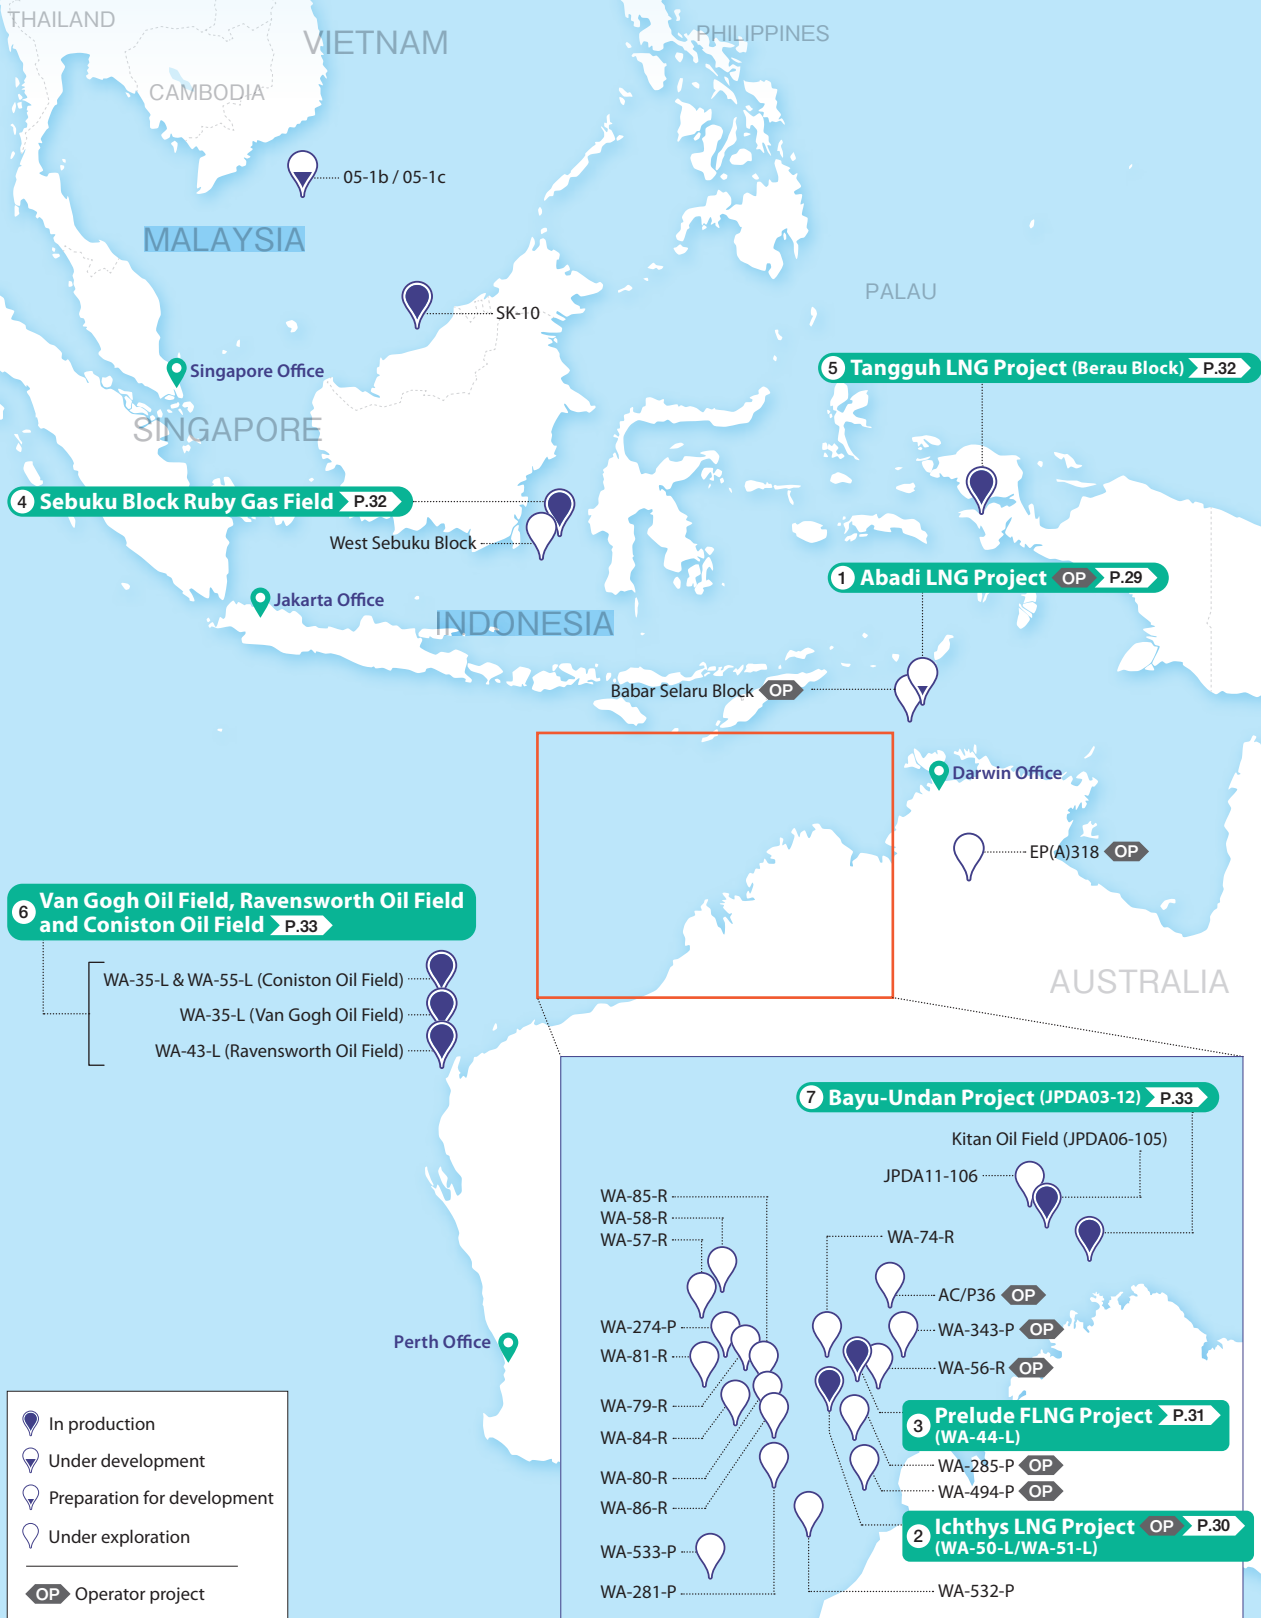 THAILAND
VIETNAM
PHILIPPINES
CAMBODIA
05-1b / 05-1c
MALAYSIA
PALAU
SK-10
5 Tangguh LNG Project (Berau Block) P.32
Singapore Office
SINGAPORE
4 Sebuku Block Ruby Gas Field P.32
West Sebuku Block
1 Abadi LNG Project OP P.29
Jakarta Office
INDONESIA
Babar Selaru Block OP
Darwin Office
EP(A)318 OP
6 Van Gogh Oil Field, Ravensworth Oil Field
and Coniston Oil Field P.33
WA-35-L & WA-55-L (Coniston Oil Field)
WA-35-L (Van Gogh Oil Field)
WA-43-L (Ravensworth Oil Field)
AUSTRALIA
7 Bayu-Undan Project (JPDA03-12) P.33
Kitan Oil Field (JPDA06-105)
JPDA11-106
WA-85-R
WA-58-R
WA-57-R
WA-74-R
AC/P36 OP
WA-274-P
WA-343-P OP
WA-81-R
WA-56-R OP
WA-79-R
3 Prelude FLNG Project P.31
(WA-44-L)
WA-84-R
WA-285-P OP
WA-80-R
WA-494-P OP
WA-86-R
2 Ichthys LNG Project OP P.30
(WA-50-L/WA-51-L)
WA-533-P
WA-281-P
WA-532-P
Perth Office
In production
Under development
Preparation for development
Under exploration
OP Operator project